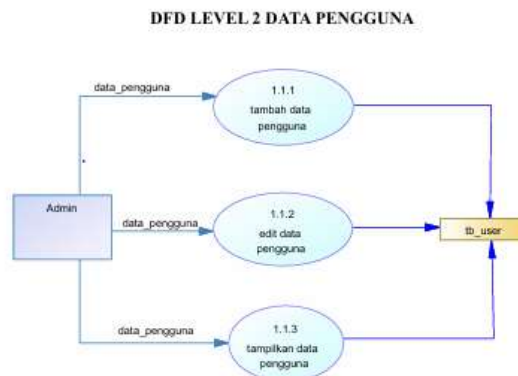 DFD LEVEL 2 DATA PENGGUNA
data_pengguna
1.1.1
tambah data
pengguna
Admin
data_pengguna
1.1.2
edit data
pengguna
tb_user
data_pengguna
1.1.3
tampilkan data
pengguna